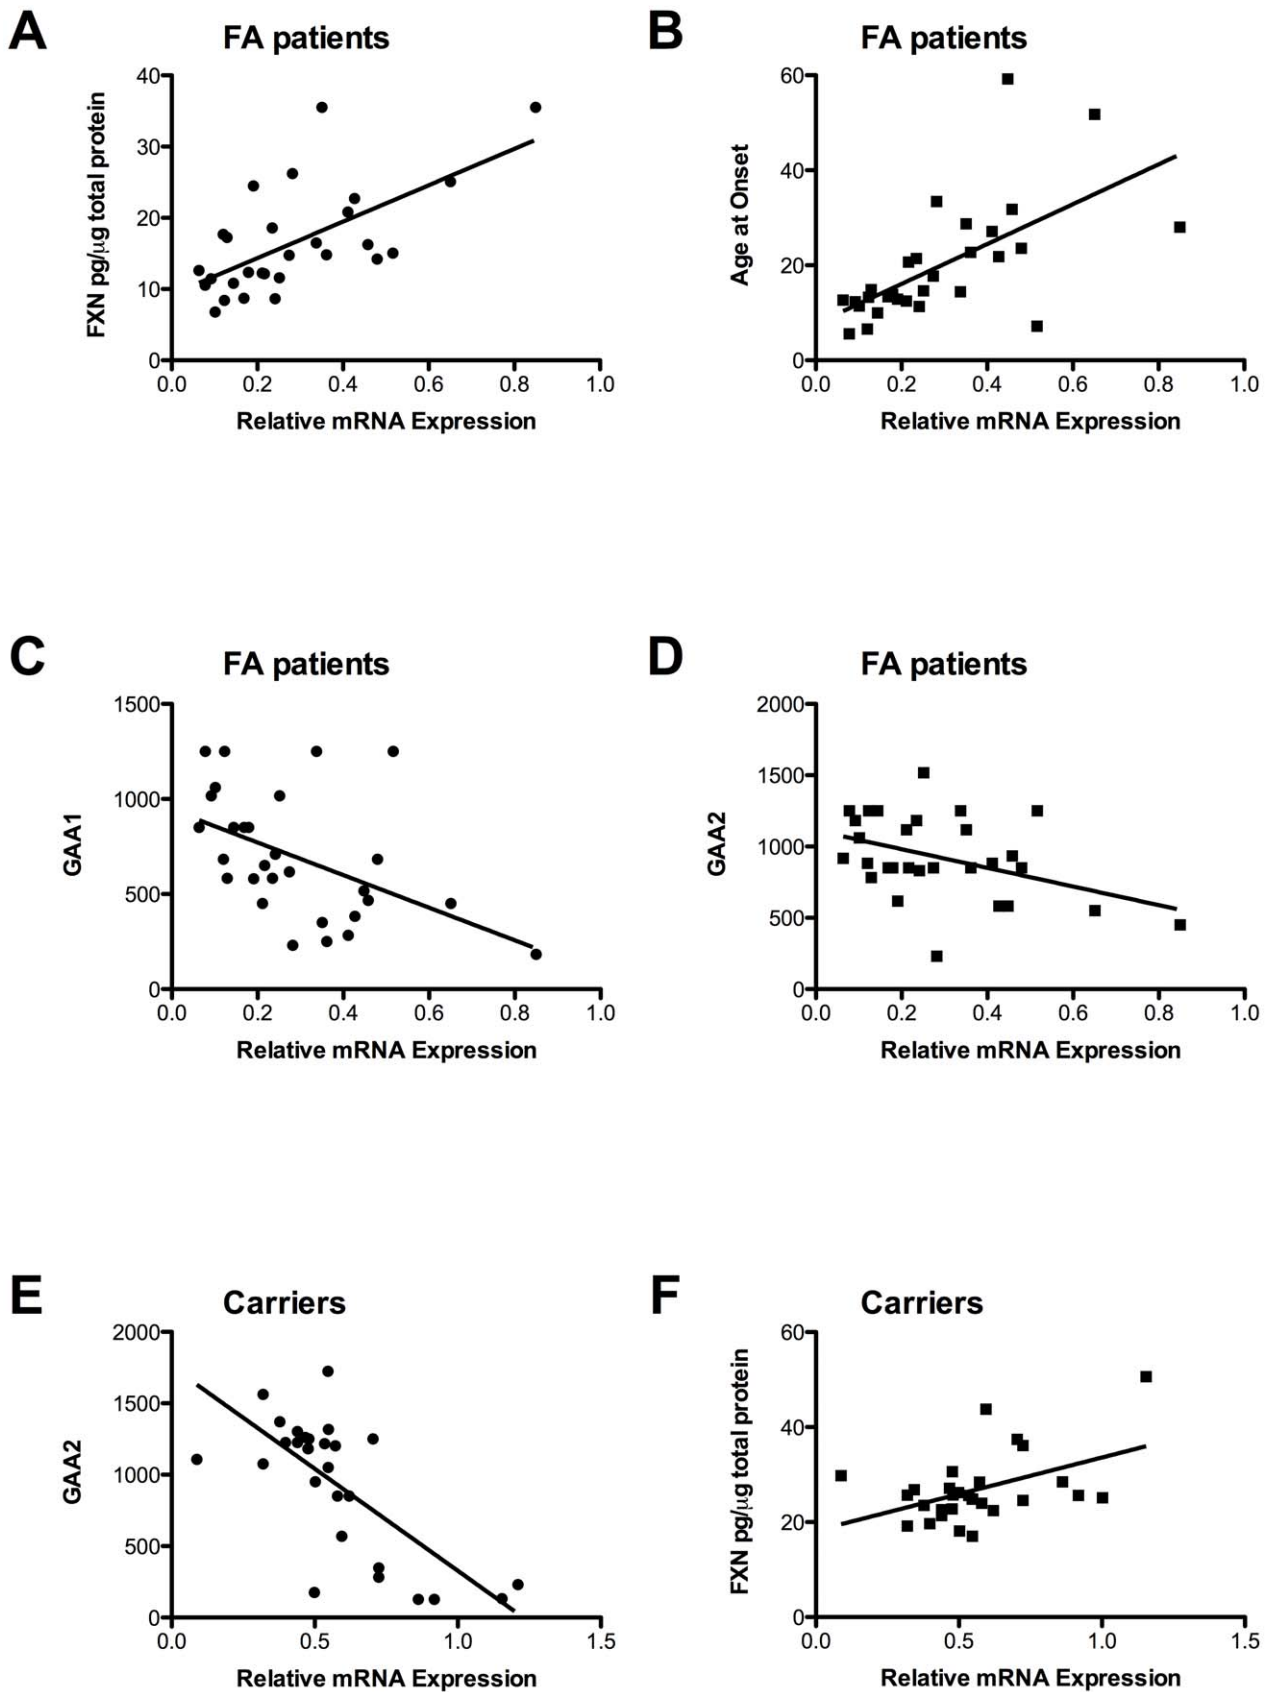 A
FA patients
FXN pg/μg total protein
40
30
20
10
0
0.0 0.2 0.4 0.6 0.8 1.0
Relative mRNA Expression
B
FA patients
Age at Onset
60
40
20
0
0.0 0.2 0.4 0.6 0.8 1.0
Relative mRNA Expression
C
FA patients
GAA1
1500
1000
500
0
0.0 0.2 0.4 0.6 0.8 1.0
Relative mRNA Expression
D
FA patients
GAA2
2000
1500
1000
500
0
0.0 0.2 0.4 0.6 0.8 1.0
Relative mRNA Expression
E
Carriers
GAA2
2000
1500
1000
500
0
0.0 0.5 1.0 1.5
Relative mRNA Expression
F
Carriers
FXN pg/μg total protein
60
40
20
0
0.0 0.5 1.0 1.5
Relative mRNA Expression